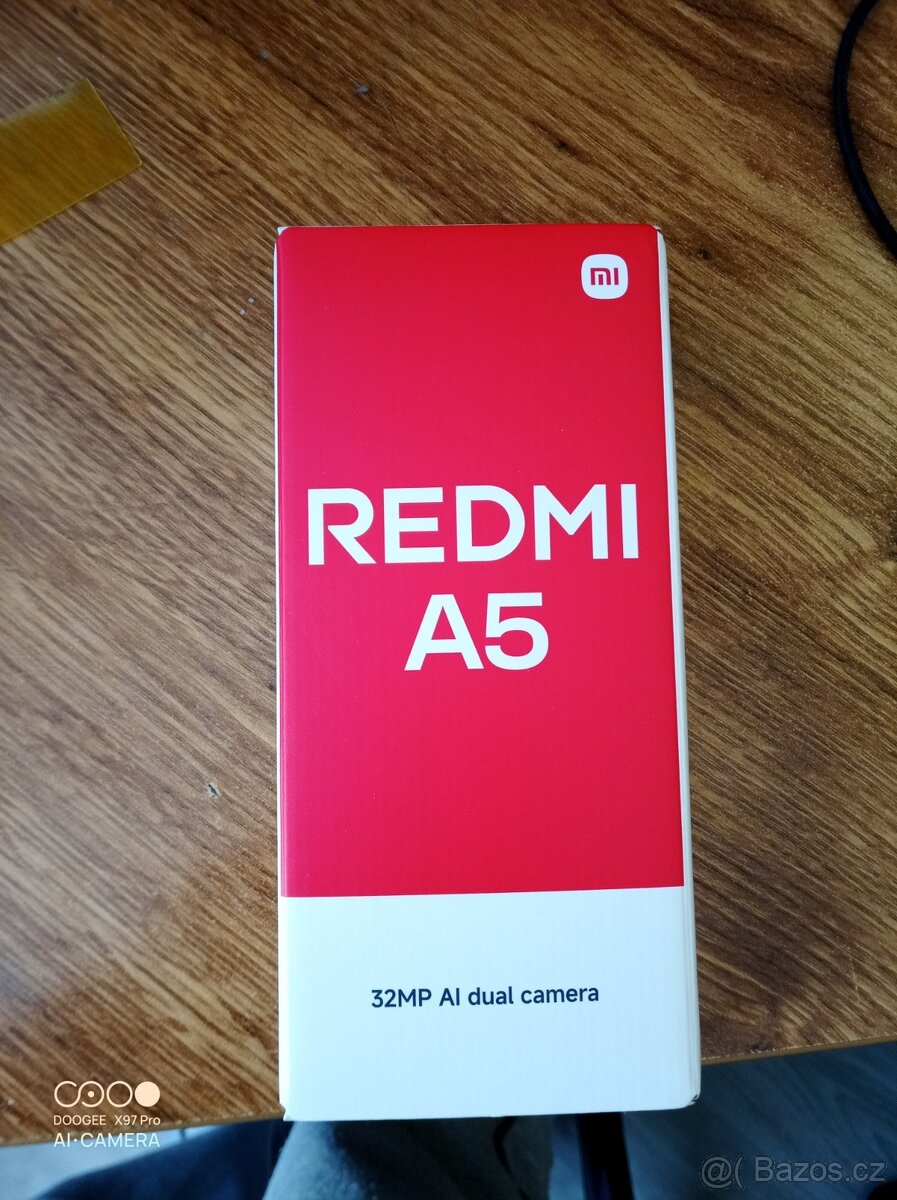 mi
REDMI
A5
32MP AI dual camera
DOOGEE X97 Pro
AI·CAMERA
@( Bazos.cz